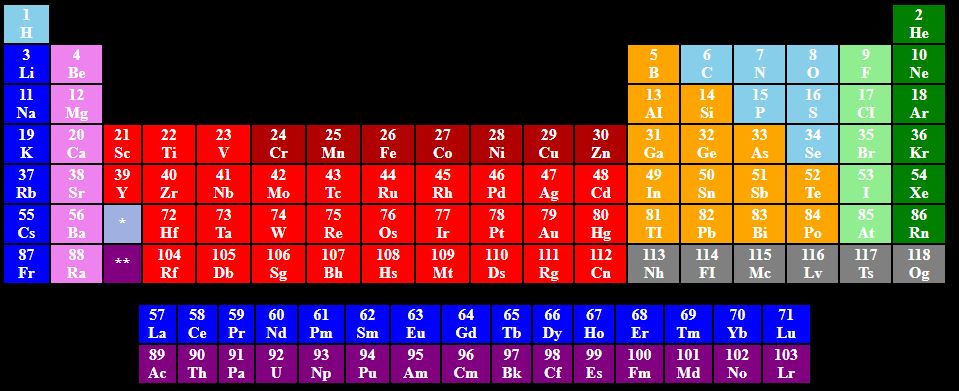 1 2
H He
3 4 5 6 7 8 9 10
Li Be B C N O F Ne
11 12 13 14 15 16 17 18
Na Mg AI Si P S CI Ar
19 20 21 22 23 24 25 26 27 28 29 30 31 32 33 34 35 36
K Ca Sc Ti V Cr Mn Fe Co Ni Cu Zn Ga Ge As Se Br Kr
37 38 39 40 41 42 43 44 45 46 47 48 49 50 51 52 53 54
Rb Sr Y Zr Nb Mo Tc Ru Rh Pd Ag Cd In Sn Sb Te I Xe
55 56 * 72 73 74 75 76 77 78 79 80 81 82 83 84 85 86
Cs Ba Hf Ta W Re Os Ir Pt Au Hg TI Pb Bi Po At Rn
87 88 ** 104 105 106 107 108 109 110 111 112 113 114 115 116 117 118
Fr Ra Rf Db Sg Bh Hs Mt Ds Rg Cn Nh FI Mc Lv Ts Og
57 58 59 60 61 62 63 64 65 66 67 68 69 70 71
La Ce Pr Nd Pm Sm Eu Gd Tb Dy Ho Er Tm Yb Lu
89 90 91 92 93 94 95 96 97 98 99 100 101 102 103
Ac Th Pa U Np Pu Am Cm Bk Cf Es Fm Md No Lr